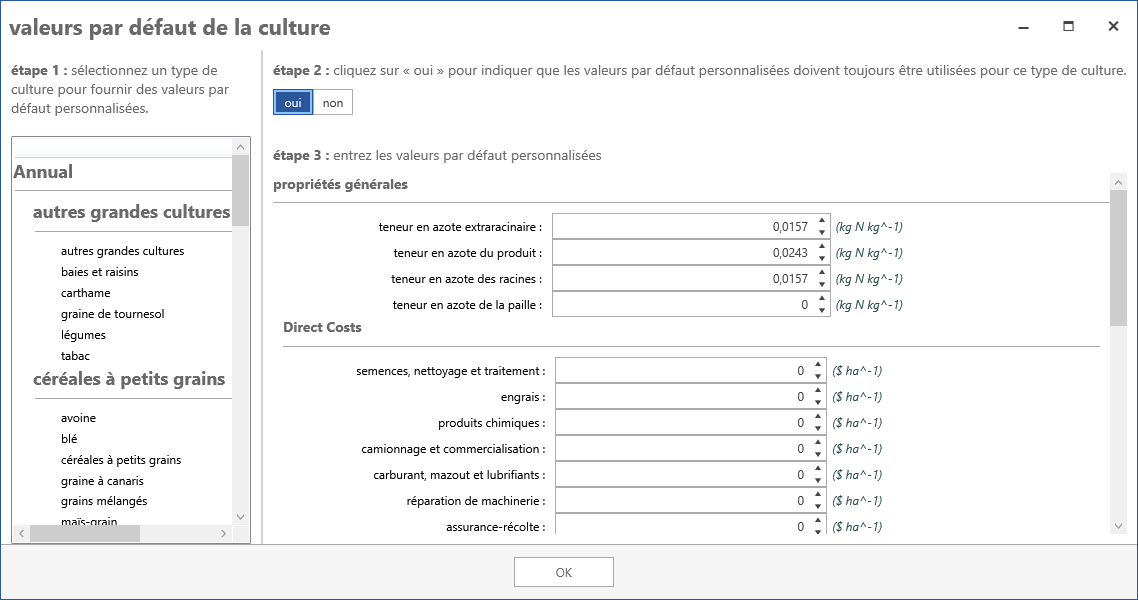 valeurs par défaut de la culture
étape 1 : sélectionnez un type de
culture pour fournir des valeurs par
défaut personnalisées.
Annual
autres grandes cultures
autres grandes cultures
baies et raisins
carthame
graine de tournesol
légumes
tabac
céréales à petits grains
avoine
blé
céréales à petits grains
graine à canaris
grains mélangés
maïs-grain
étape 2 : cliquez sur « oui » pour indiquer que les valeurs par défaut personnalisées doivent toujours être utilisées pour ce type de culture.
oui non
étape 3 : entrez les valeurs par défaut personnalisées
propriétés générales
teneur en azote extraracinaire : 0,0157 (kg N kg^-1)
teneur en azote du produit : 0,0243 (kg N kg^-1)
teneur en azote des racines : 0,0157 (kg N kg^-1)
teneur en azote de la paille : 0 (kg N kg^-1)
Direct Costs
semences, nettoyage et traitement : 0 ($ ha^-1)
engrais : 0 ($ ha^-1)
produits chimiques : 0 ($ ha^-1)
camionnage et commercialisation : 0 ($ ha^-1)
carburant, mazout et lubrifiants : 0 ($ ha^-1)
réparation de machinerie : 0 ($ ha^-1)
assurance-récolte : 0 ($ ha^-1)
OK